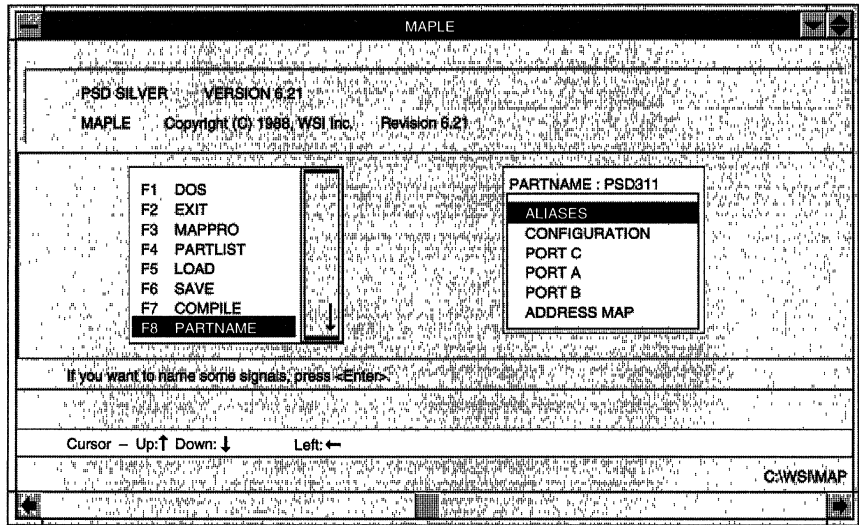 MAPLE
PSD SILVER VERSION 6.21
MAPLE Copyright (C) 1988, WSI Inc. Revision 6.21
F1 DOS
F2 EXIT
F3 MAPPRO
F4 PARTLIST
F5 LOAD
F6 SAVE
F7 COMPILE
F8 PARTNAME
PARTNAME : PSD311
ALIASES
CONFIGURATION
PORT C
PORT A
PORT B
ADDRESS MAP
If you want to name some signals, press <Enter>.
Cursor – Up:↑ Down: ↓ Left: ←
C:\WSI\MAP